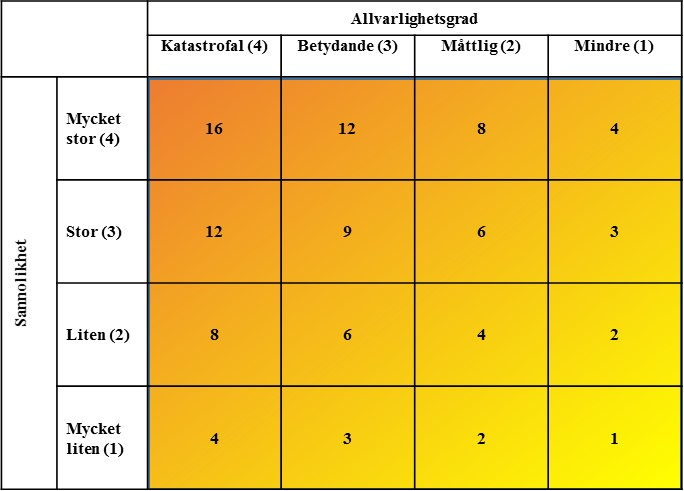 Allvarlighetsgrad
Katastrofal (4) Betydande (3) Måttlig (2) Mindre (1)
Sannolikhet
Mycket
stor (4)
16 12 8 4
Stor (3) 12 9 6 3
Liten (2) 8 6 4 2
Mycket
liten (1)
4 3 2 1